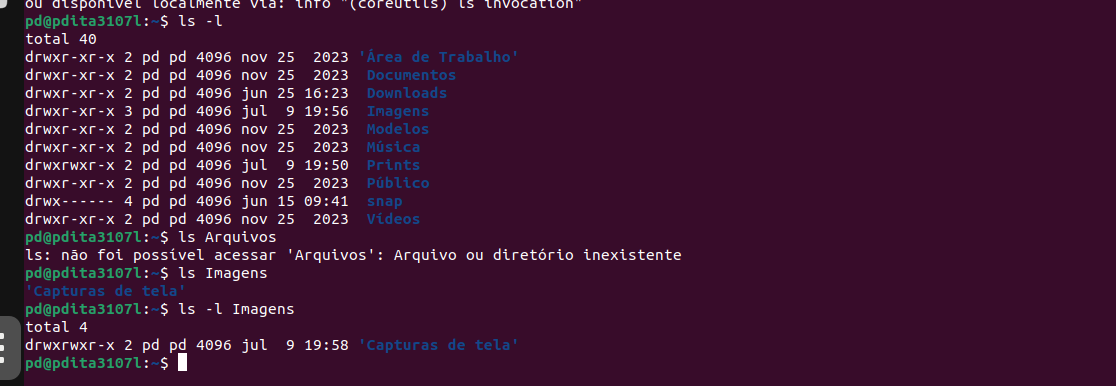 ou disponível localmente via: info "(coreutils) ls invocation"
pd@pdita3107l:~$ ls -l
total 40
drwxr-xr-x 2 pd pd 4096 nov 25  2023 'Área de Trabalho'
drwxr-xr-x 2 pd pd 4096 nov 25  2023  Documentos
drwxr-xr-x 2 pd pd 4096 jun 25 16:23  Downloads
drwxr-xr-x 3 pd pd 4096 jul  9 19:56  Imagens
drwxr-xr-x 2 pd pd 4096 nov 25  2023  Modelos
drwxr-xr-x 2 pd pd 4096 nov 25  2023  Música
drwxrwxr-x 2 pd pd 4096 jul  9 19:50  Prints
drwxr-xr-x 2 pd pd 4096 nov 25  2023  Público
drwx------ 4 pd pd 4096 jun 15 09:41  snap
drwxr-xr-x 2 pd pd 4096 nov 25  2023  Vídeos
pd@pdita3107l:~$ ls Arquivos
ls: não foi possível acessar 'Arquivos': Arquivo ou diretório inexistente
pd@pdita3107l:~$ ls Imagens
'Capturas de tela'
pd@pdita3107l:~$ ls -l Imagens
total 4
drwxrwxr-x 2 pd pd 4096 jul  9 19:58 'Capturas de tela'
pd@pdita3107l:~$